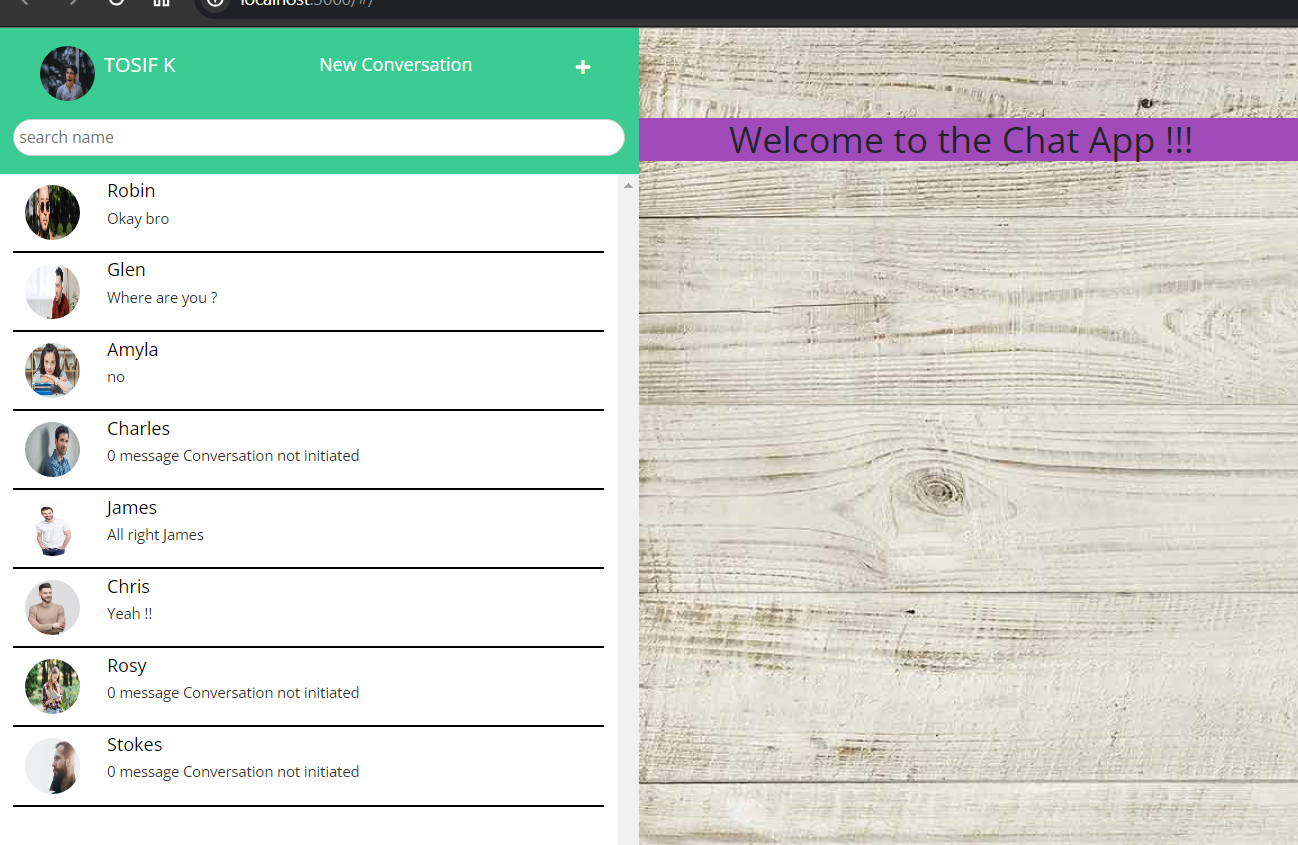 localhost:3000/#/
TOSIF K
New Conversation
+
search name
Welcome to the Chat App !!!
Robin
Okay bro
Glen
Where are you ?
Amyla
no
Charles
0 message Conversation not initiated
James
All right James
Chris
Yeah !!
Rosy
0 message Conversation not initiated
Stokes
0 message Conversation not initiated